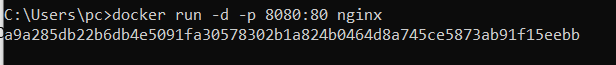 C:\Users\pc>docker run -d -p 8080:80 nginx
a9a285db22b6db4e5091fa30578302b1a824b0464d8a745ce5873ab91f15eebb